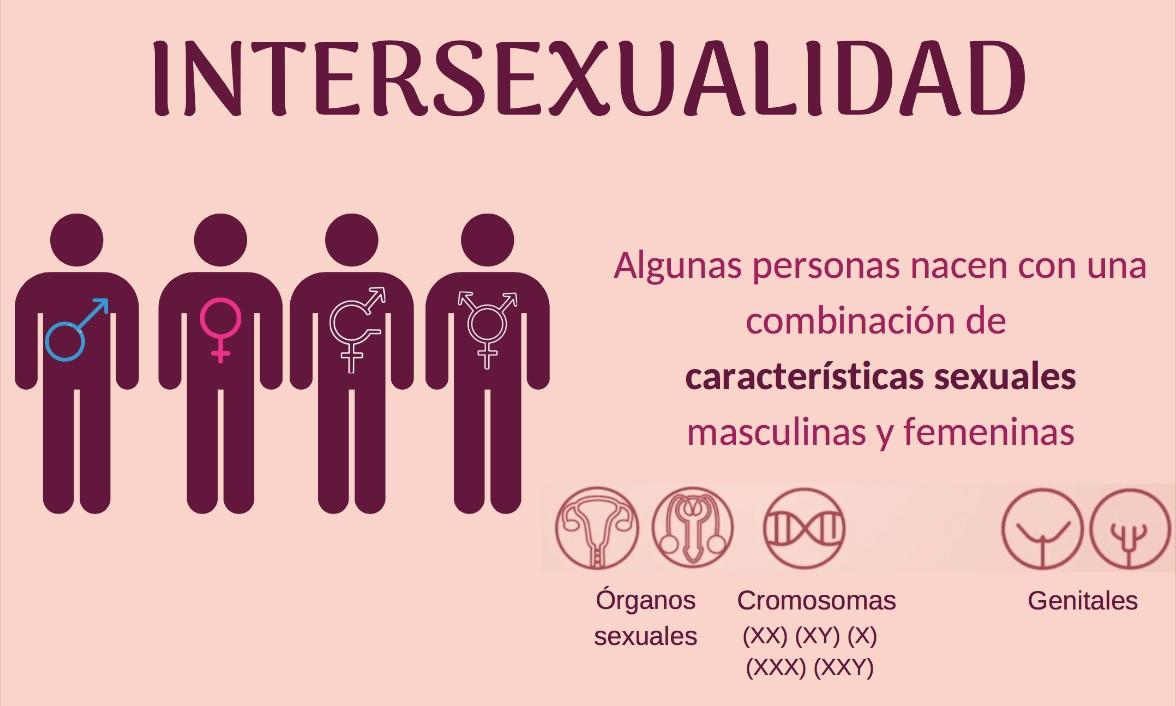 INTERSEXUALIDAD
Algunas personas nacen con una
combinación de
características sexuales
masculinas y femeninas
Órganos
sexuales
Cromosomas
(XX) (XY) (X)
(XXX) (XXY)
Genitales